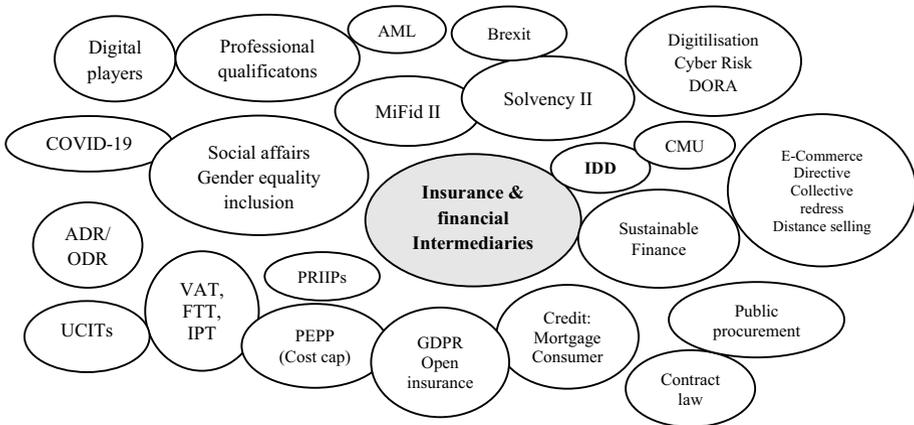 Digital
players
Professional
qualificatons
AML
Brexit
Digitilisation
Cyber Risk
DORA
MiFid II
Solvency II
COVID-19
Social affairs
Gender equality
inclusion
Insurance &
financial
Intermediaries
IDD
CMU
E-Commerce
Directive
Collective
redress
Distance selling
ADR/
ODR
Sustainable
Finance
PRIIPs
VAT,
FTT,
IPT
UCITs
PEPP
(Cost cap)
GDPR
Open
insurance
Credit:
Mortgage
Consumer
Public
procurement
Contract
law